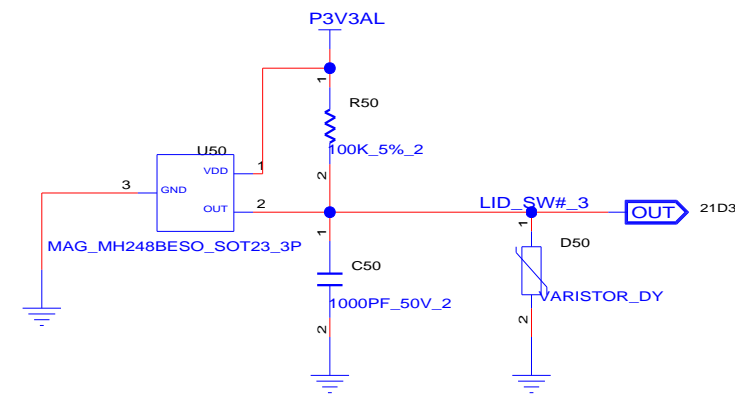 P3V3AL
1
R50
100K_5%_2
2
U50
VDD
1
3
GND
OUT
2
MAG_MH248BESO_SOT23_3P
LID_SW#_3
OUT
21D3
1
C50
1000PF_50V_2
2
1
D50
VARISTOR_DY
2